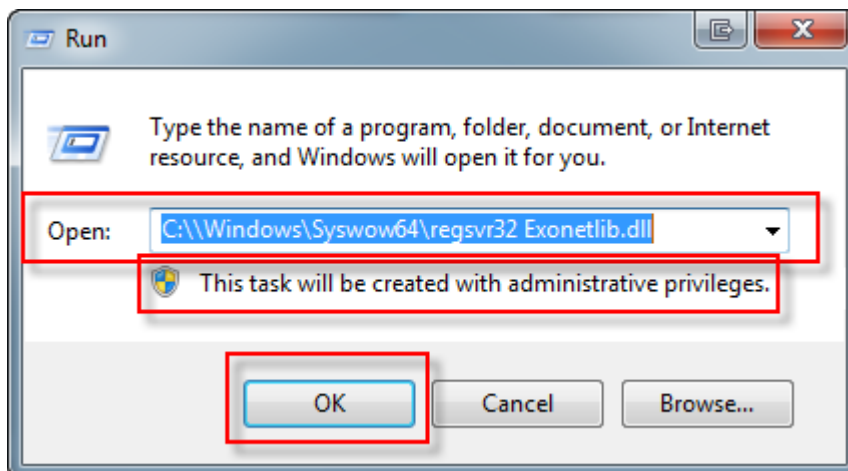 Run
Type the name of a program, folder, document, or Internet
resource, and Windows will open it for you.
Open: C:\\Windows\Syswow64\regsvr32 Exonetlib.dll
This task will be created with administrative privileges.
OK Cancel Browse...